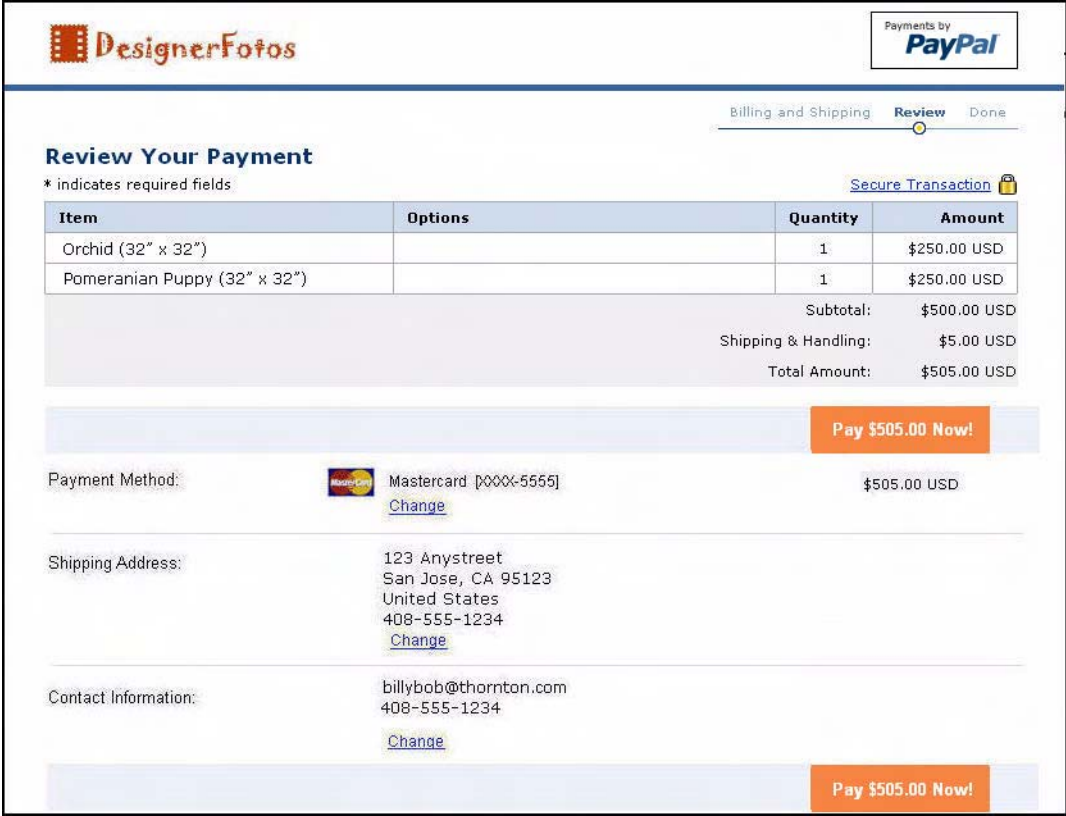 DesignerFotos
Payments by
PayPal
Billing and Shipping Review Done
Review Your Payment
* indicates required fields
Secure Transaction
Item Options Quantity Amount
Orchid (32" x 32") 1 $250.00 USD
Pomeranian Puppy (32" x 32") 1 $250.00 USD
Subtotal: $500.00 USD
Shipping & Handling: $5.00 USD
Total Amount: $505.00 USD
Pay $505.00 Now!
Payment Method: MasterCard Mastercard [XXXX-5555] $505.00 USD
Change
Shipping Address: 123 Anystreet
San Jose, CA 95123
United States
408-555-1234
Change
Contact Information: billybob@thornton.com
408-555-1234
Change
Pay $505.00 Now!